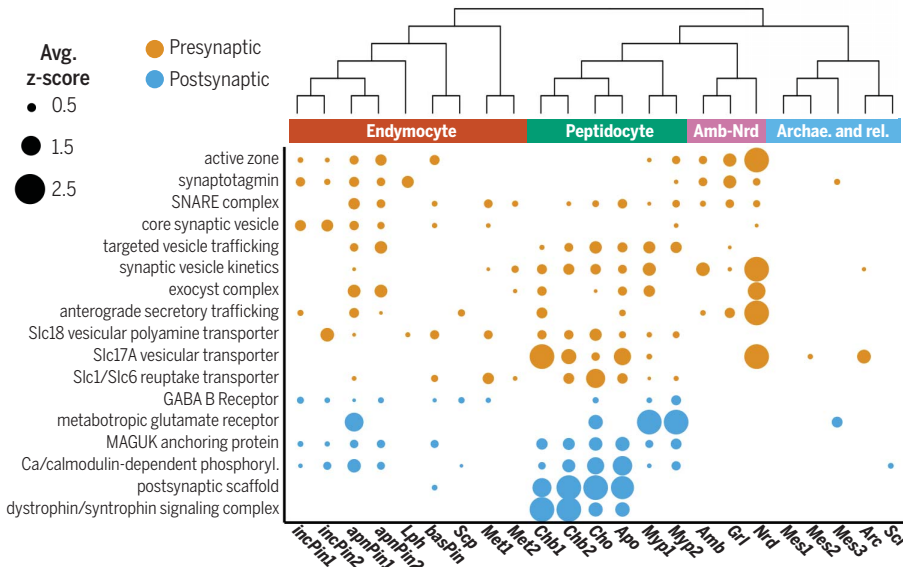 Avg.
z-score
0.5
1.5
2.5
Presynaptic
Postsynaptic
Endymocyte
Peptidocyte
Amb-Nrd
Archae. and rel.
active zone
synaptotagmin
SNARE complex
core synaptic vesicle
targeted vesicle trafficking
synaptic vesicle kinetics
exocyst complex
anterograde secretory trafficking
Slc18 vesicular polyamine transporter
Slc17A vesicular transporter
Slc1/Slc6 reuptake transporter
GABA B Receptor
metabotropic glutamate receptor
MAGUK anchoring protein
Ca/calmodulin-dependent phosphoryl.
postsynaptic scaffold
dystrophin/syntrophin signaling complex
incPin1
incPin2
apnPin1
apnPin2
Lph
basPin
Scp
Met1
Met2
Chb1
Chb2
Cho
Apo
Myp1
Myp2
Amb
Grl
Nrd
Mes1
Mes2
Mes3
Arc
Scl